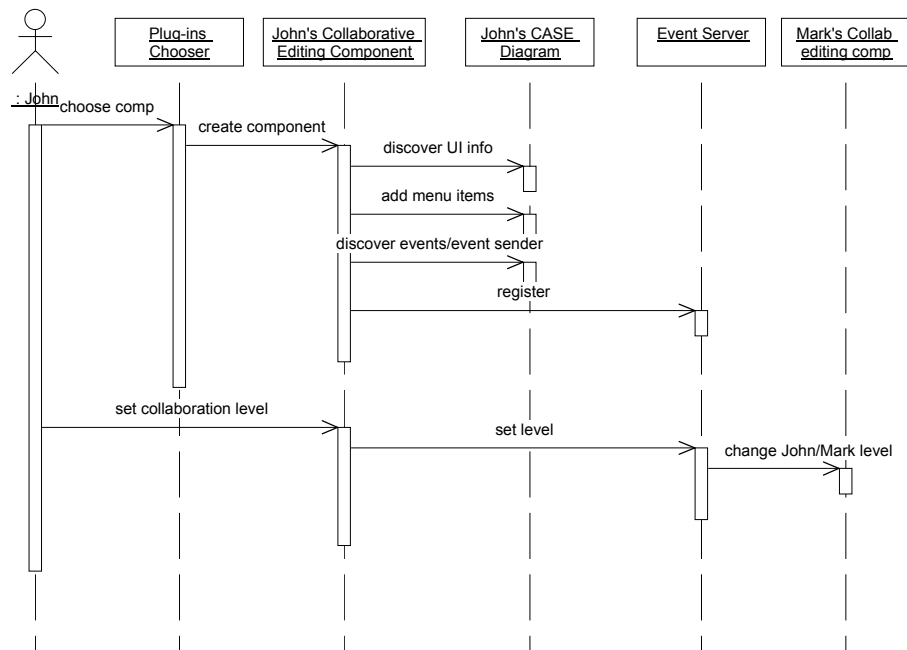 Plug-ins
Chooser
John's Collaborative
Editing Component
John's CASE
Diagram
Event Server
Mark's Collab
editing comp
: John
choose comp
create component
discover UI info
add menu items
discover events/event sender
register
set collaboration level
set level
change John/Mark level